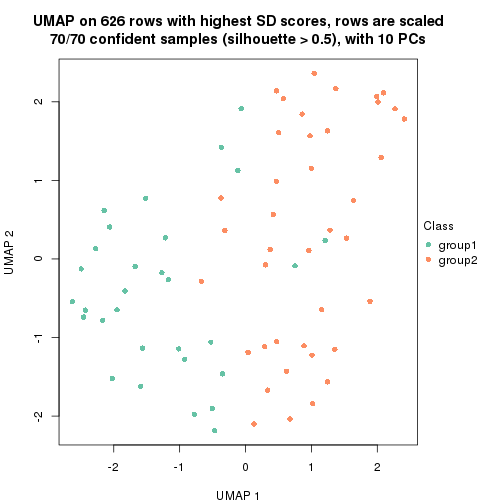 UMAP on 626 rows with highest SD scores, rows are scaled
70/70 confident samples (silhouette > 0.5), with 10 PCs
2
1
0
-1
-2
UMAP 2
-2
-1
0
1
2
UMAP 1
Class
group1
group2